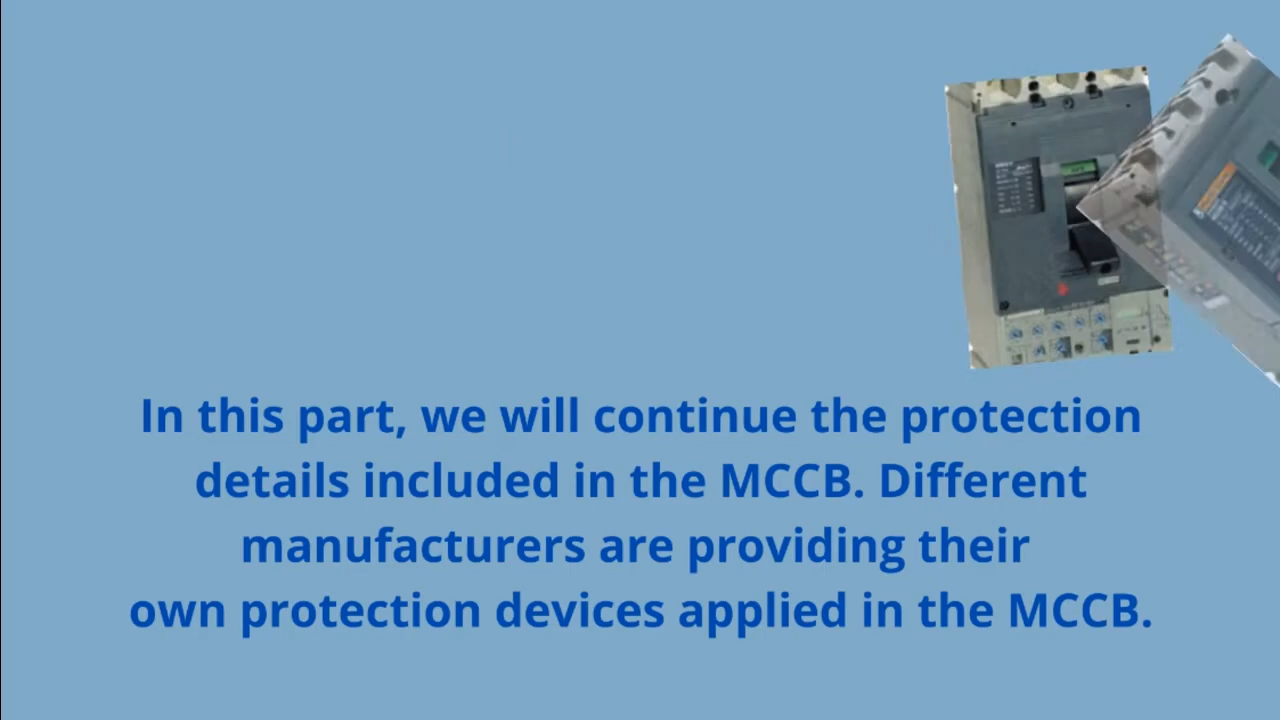 In this part, we will continue the protection
details included in the MCCB. Different
manufacturers are providing their
own protection devices applied in the MCCB.